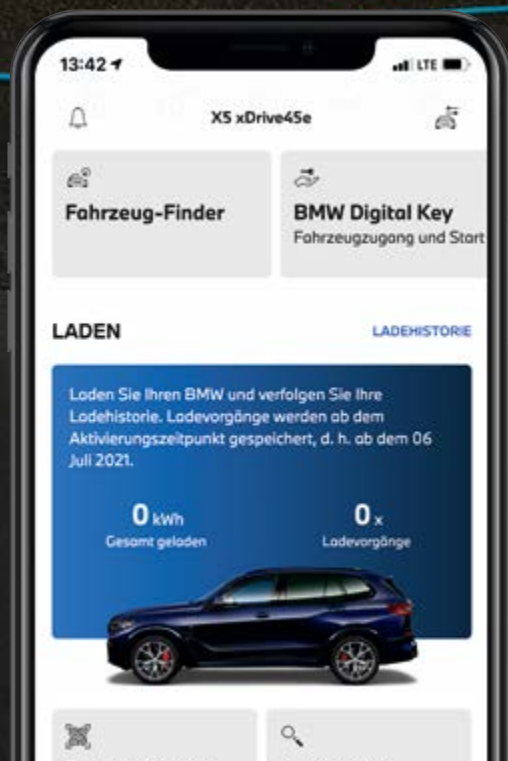 13:42
LTE
X5 xDrive45e
Fahrzeug-Finder
BMW Digital Key
Fahrzeugzugang und Start
LADEN
LADEHISTORIE
Laden Sie Ihren BMW und verfolgen Sie Ihre
Ladehistorie. Ladevorgänge werden ab dem
Aktivierungszeitpunkt gespeichert, d. h. ab dem 06
Juli 2021.
0 kWh
0 x
Gesamt geladen
Ladevorgänge